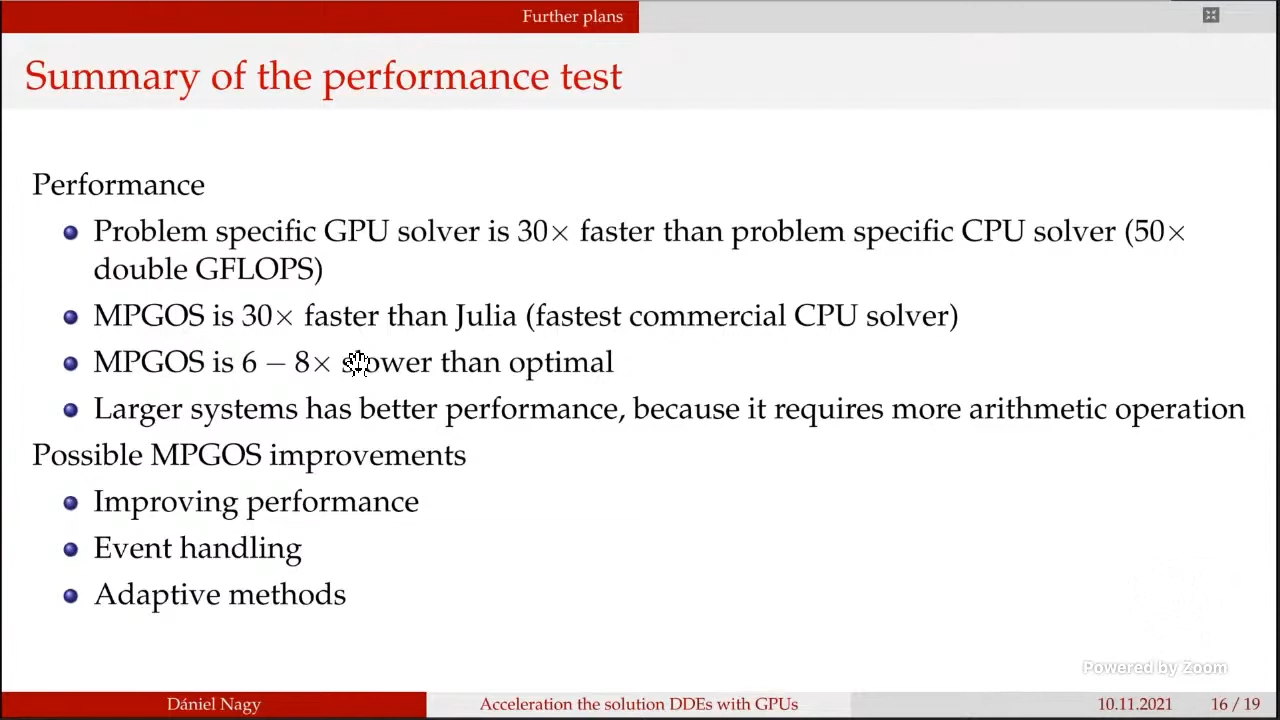 Further plans
Summary of the performance test
Performance
Problem specific GPU solver is 30× faster than problem specific CPU solver (50×
double GFLOPS)
MPGOS is 30× faster than Julia (fastest commercial CPU solver)
MPGOS is 6 − 8× slower than optimal
Larger systems has better performance, because it requires more arithmetic operation
Possible MPGOS improvements
Improving performance
Event handling
Adaptive methods
Powered by Zoom
Dániel Nagy
Acceleration the solution DDEs with GPUs
10.11.2021
16 / 19